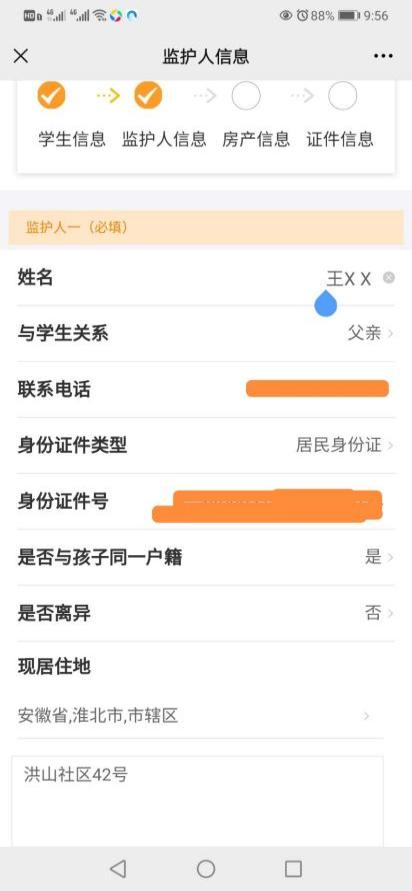 HD 4G 4G 88% 9:56
监护人信息
学生信息 监护人信息 房产信息 证件信息
监护人一（必填）
姓名 王X X
与学生关系 父亲
联系电话
身份证件类型 居民身份证
身份证件号
是否与孩子同一户籍 是
是否离异 否
现居住地
安徽省,淮北市,市辖区
洪山社区42号